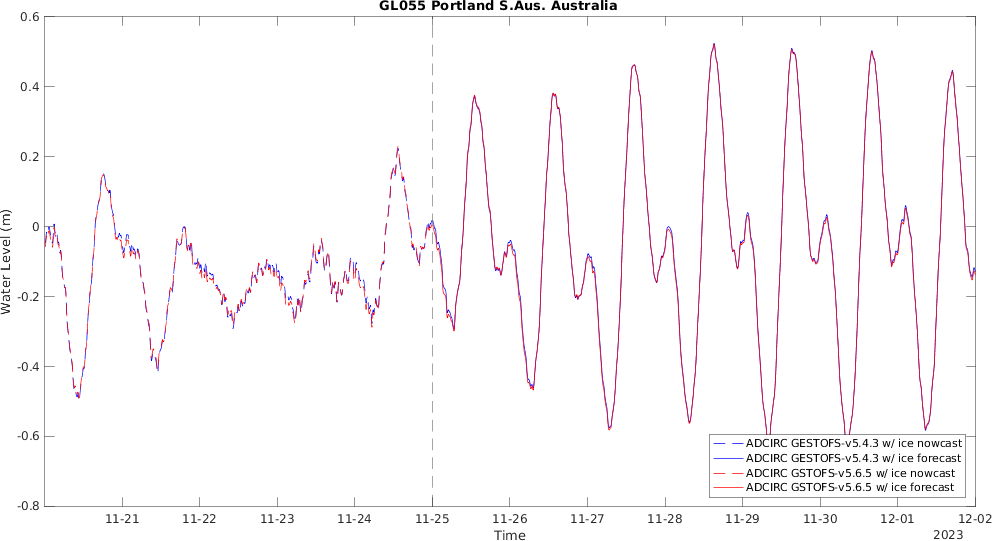 GL055 Portland S.Aus. Australia
0.6
0.4
0.2
0
-0.2
-0.4
-0.6
-0.8
Water Level (m)
ADCIRC GESTOFS-v5.4.3 w/ ice nowcast
ADCIRC GESTOFS-v5.4.3 w/ ice forecast
ADCIRC GSTOFS-v5.6.5 w/ ice nowcast
ADCIRC GSTOFS-v5.6.5 w/ ice forecast
11-21 11-22 11-23 11-24 11-25 11-26 11-27 11-28 11-29 11-30 12-01 12-02
Time
2023